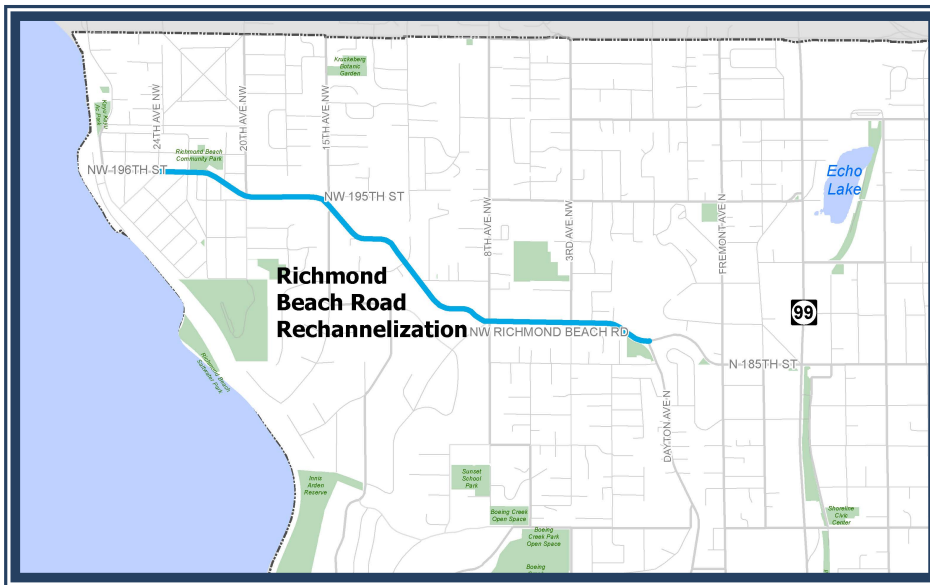 Kruckeberg
Botanic
Garden
24TH AVE NW
20TH AVE NW
15TH AVE NW
Richmond Beach
Community Park
NW 196TH ST
NW 195TH ST
Echo
Lake
8TH AVE NW
3RD AVE NW
FREMONT AVE N
Richmond
Beach Road
Rechannelization
99
NW RICHMOND BEACH RD
N 185TH ST
Richmond Beach
Saltwater Park
DAYTON AVE N
Sunset
School
Park
Innis
Arden
Reserve
Boeing Creek
Open Space
Shoreline
Civic
Center
Boeing
Creek Park
Open Space
Boeing